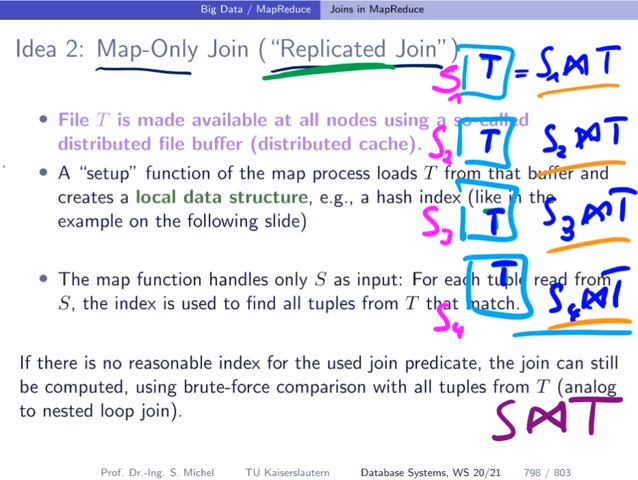 Big Data / MapReduce Joins in MapReduce
Idea 2: Map-Only Join (“Replicated Join”)
S₁ T = S₁ ⋈ T
• File T is made available at all nodes using a so-called
distributed file buffer (distributed cache).
S₂ T S₂ ⋈ T
• A “setup” function of the map process loads T from that buffer and
creates a local data structure, e.g., a hash index (like in the
example on the following slide)
S₃ T S₃ ⋈ T
• The map function handles only S as input: For each tuple read from
S, the index is used to find all tuples from T that match.
S₄ T S₄ ⋈ T
If there is no reasonable index for the used join predicate, the join can still
be computed, using brute-force comparison with all tuples from T (analog
to nested loop join).
S ⋈ T
Prof. Dr.-Ing. S. Michel TU Kaiserslautern Database Systems, WS 20/21 798 / 803